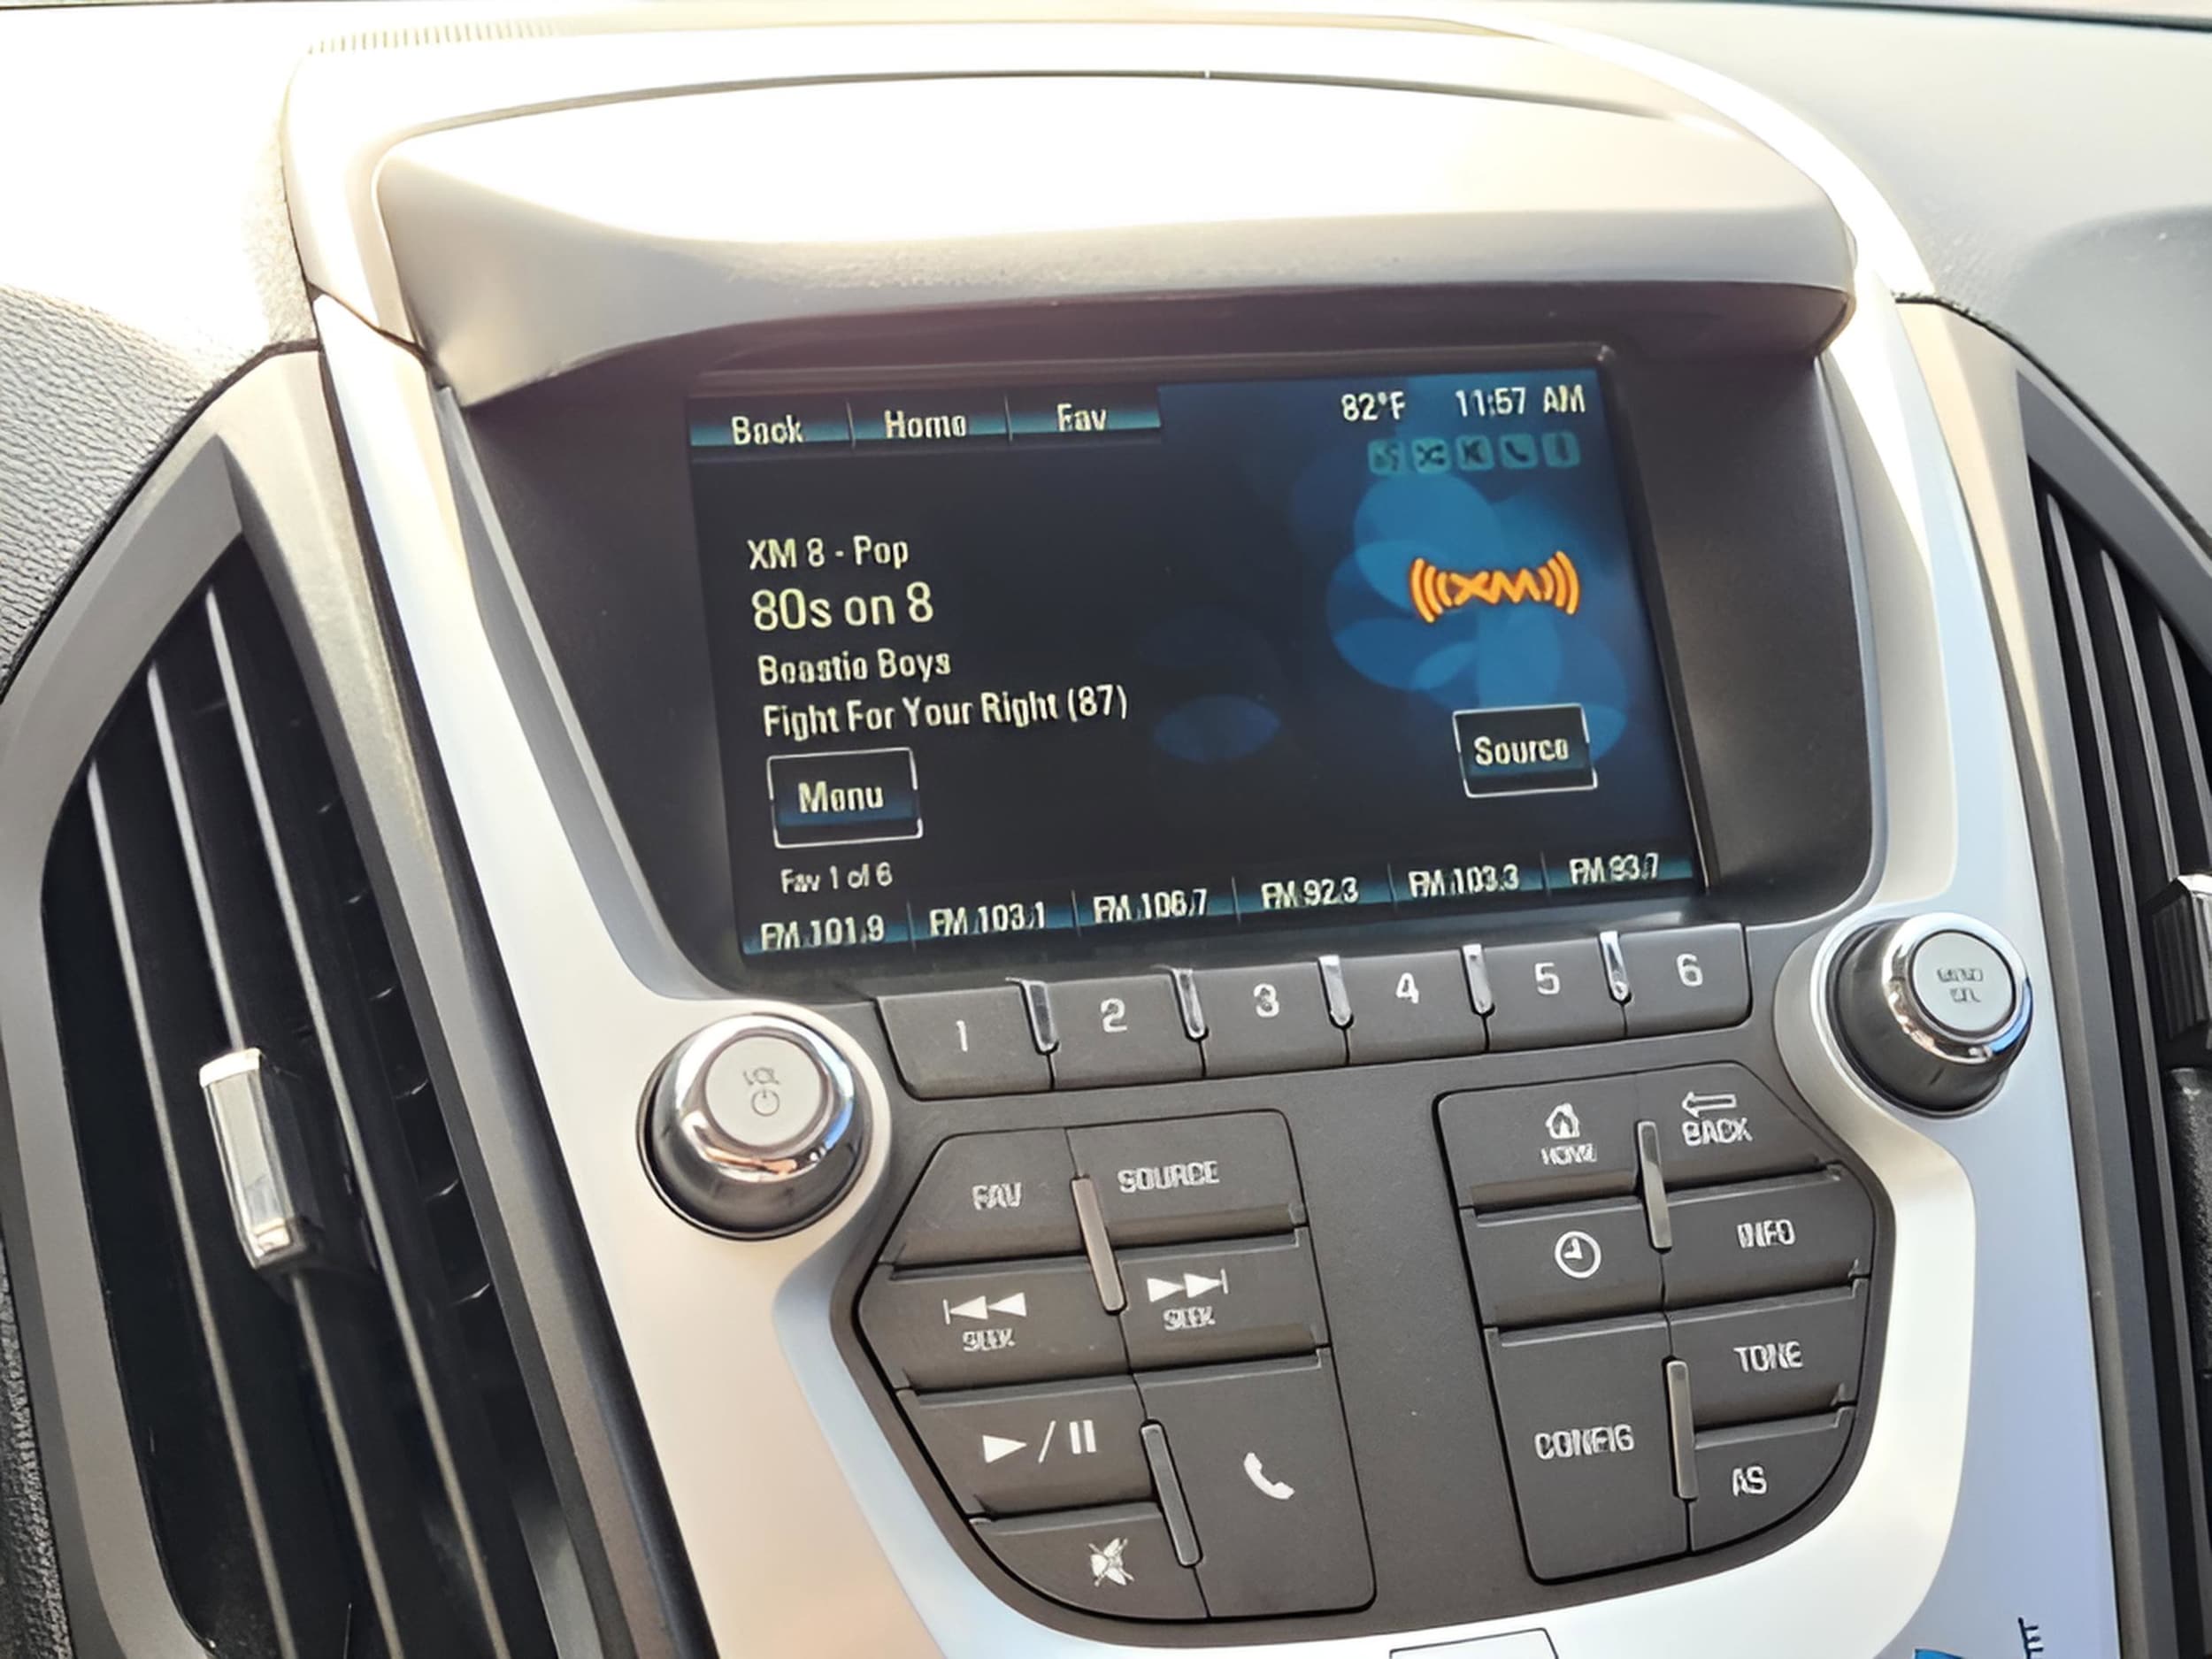 Back Home Fav 82°F 11:57 AM
XM 8 - Pop
80s on 8
((XM))
Beastie Boys
Fight For Your Right (87)
Menu
Source
Fav 1 of 6
FM 101.9 FM 103.1 FM 106.7 FM 92.3 FM 103.3 FM 93.7
1 2 3 4 5 6
FAV SOURCE
SEEK SEEK
HOME BACK
INFO
TONE
CONFIG
AS